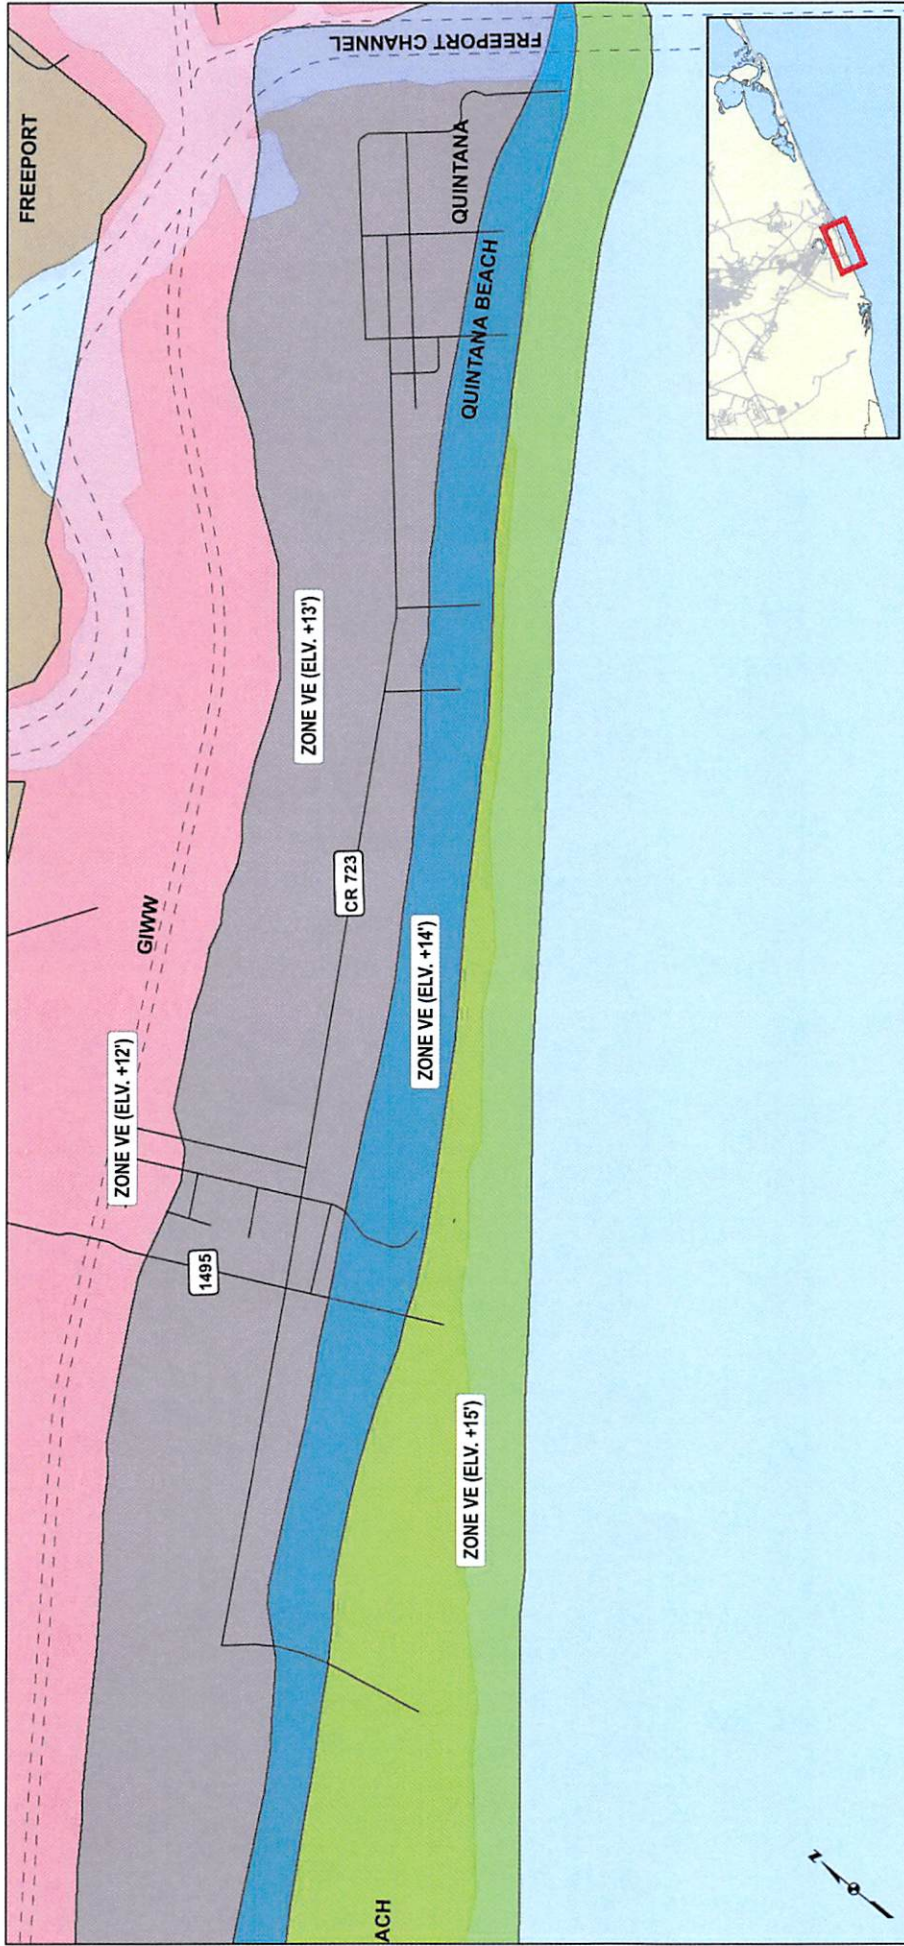 FREEPORT
FREEPORT CHANNEL
QUINTANA
QUINTANA BEACH
ZONE VE (ELV. +13')
CR 723
GIWW
ZONE VE (ELV. +14')
ZONE VE (ELV. +12')
1495
ZONE VE (ELV. +15')
ACH
N